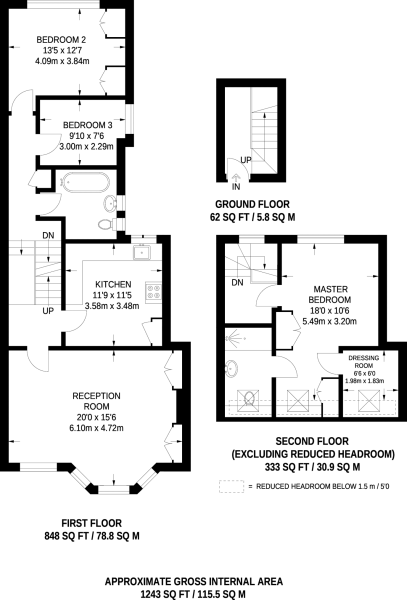 BEDROOM 2
13'5 x 12'7
4.09m x 3.84m
BEDROOM 3
9'10 x 7'6
3.00m x 2.29m
DN
UP
KITCHEN
11'9 x 11'5
3.58m x 3.48m
RECEPTION
ROOM
20'0 x 15'6
6.10m x 4.72m
FIRST FLOOR
848 SQ FT / 78.8 SQ M
UP
IN
GROUND FLOOR
62 SQ FT / 5.8 SQ M
DN
MASTER
BEDROOM
18'0 x 10'6
5.49m x 3.20m
DRESSING
ROOM
6'6 x 6'0
1.98m x 1.83m
SECOND FLOOR
(EXCLUDING REDUCED HEADROOM)
333 SQ FT / 30.9 SQ M
= REDUCED HEADROOM BELOW 1.5 m / 5'0
APPROXIMATE GROSS INTERNAL AREA
1243 SQ FT / 115.5 SQ M